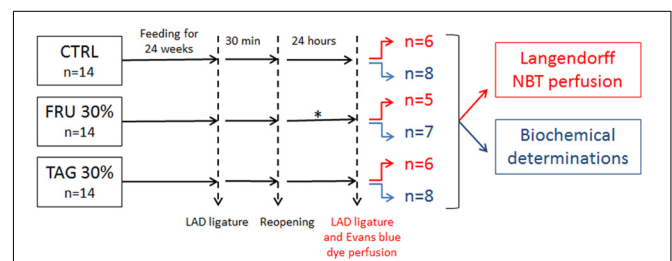 Feeding for
24 weeks
30 min
24 hours
CTRL
n=14
n=6
n=8
FRU 30%
n=14
*
n=5
n=7
TAG 30%
n=14
n=6
n=8
Langendorff
NBT perfusion
Biochemical
determinations
LAD ligature
Reopening
LAD ligature
and Evans blue
dye perfusion